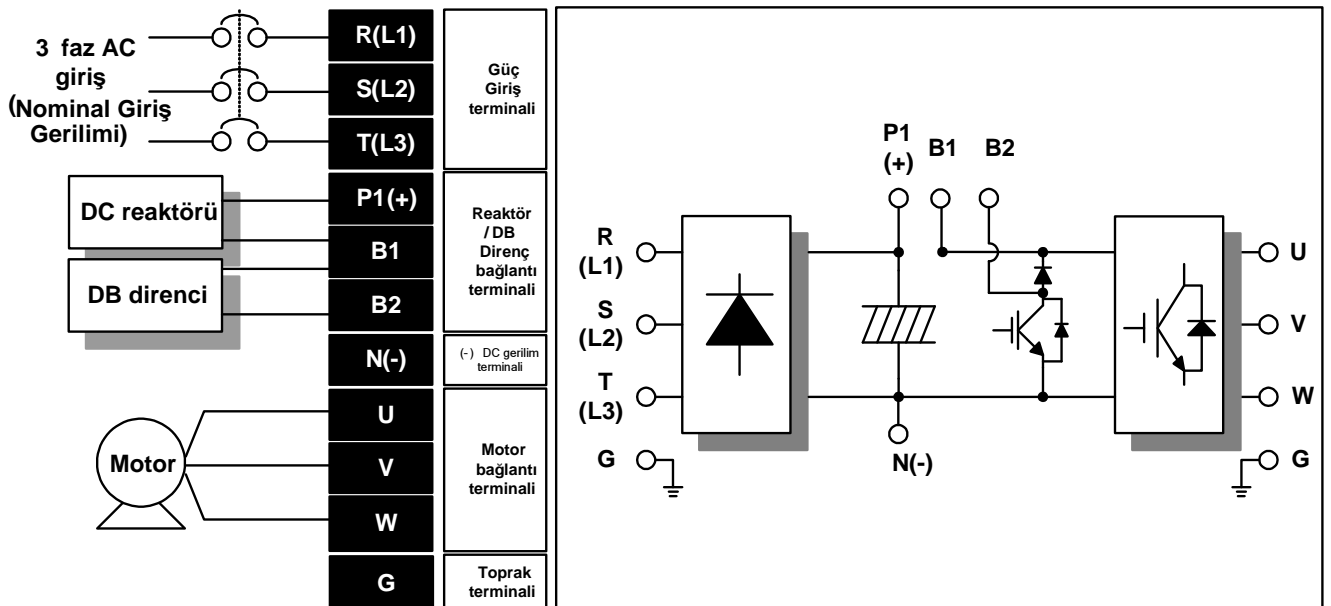 3 faz AC
giriş
(Nominal Giriş
Gerilimi)
R(L1)
S(L2)
T(L3)
Güç
Giriş
terminali
DC reaktörü
DB direnci
P1(+)
B1
B2
Reaktör
/ DB
Direnç
bağlantı
terminali
N(-)
(-) DC gerilim
terminali
Motor
U
V
W
Motor
bağlantı
terminali
G
Toprak
terminali
P1
(+)
B1
B2
R
(L1)
S
(L2)
T
(L3)
G
N(-)
U
V
W
G